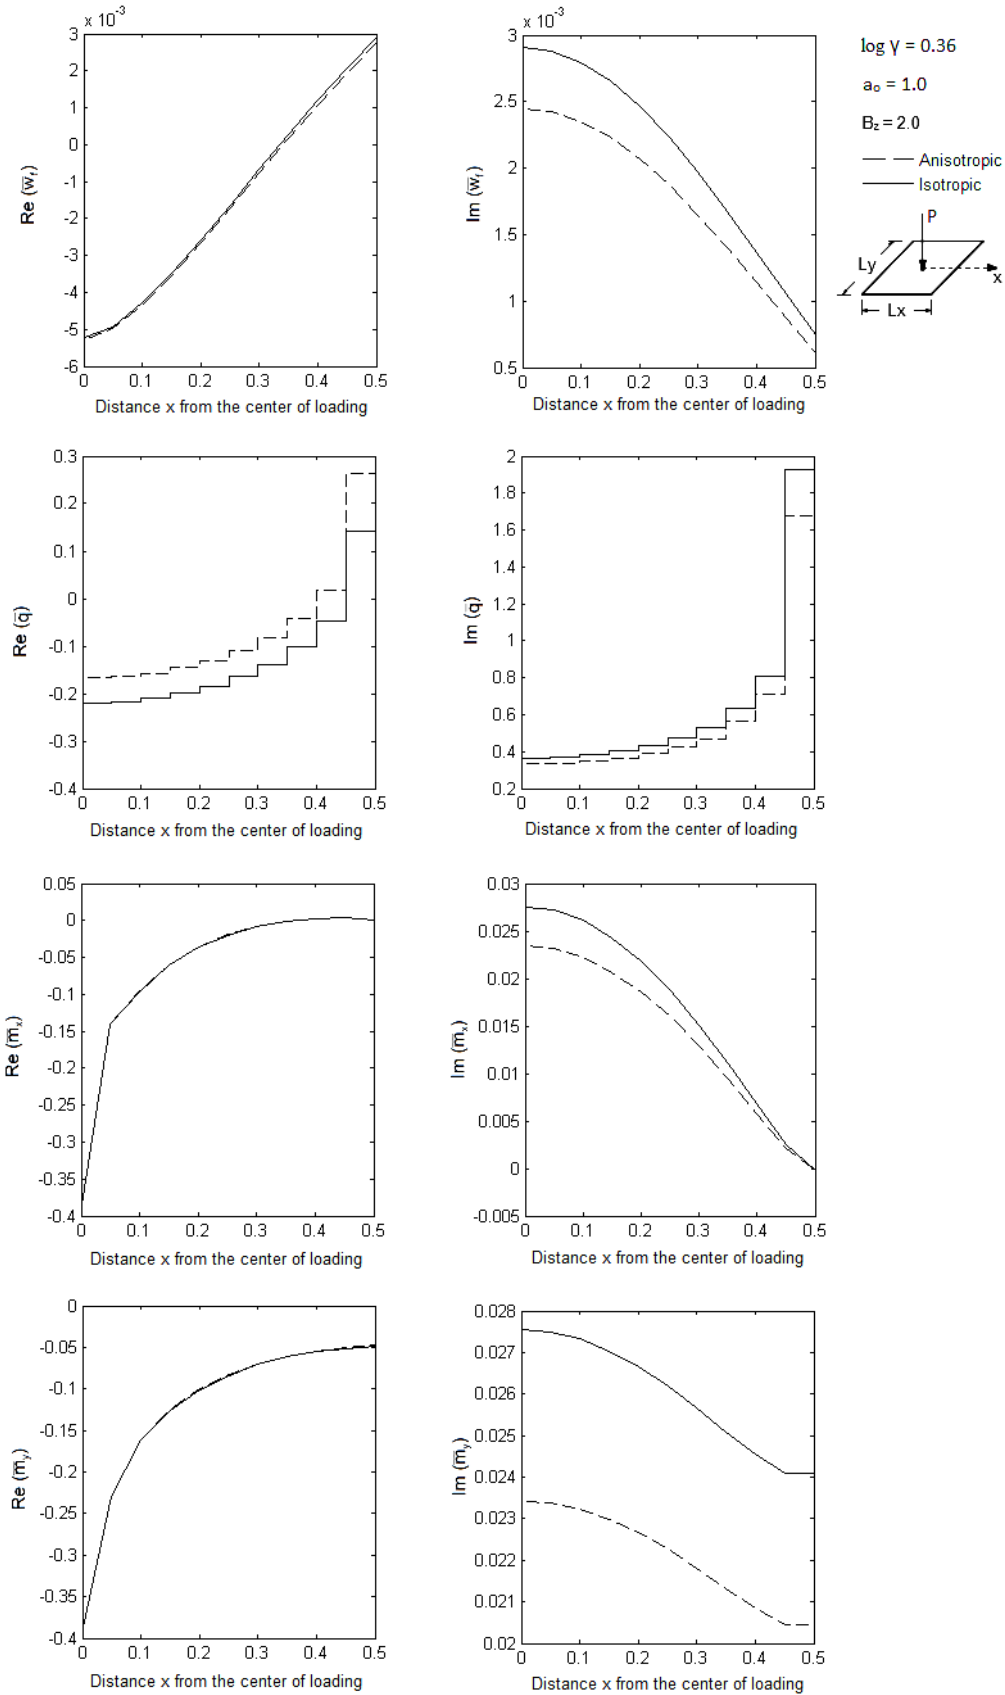 x 10⁻³
3
2
1
0
-1
-2
-3
-4
-5
-6
0 0.1 0.2 0.3 0.4 0.5
Re (w̅f)
Distance x from the center of loading
x 10⁻³
3
2.5
2
1.5
1
0.5
0 0.1 0.2 0.3 0.4 0.5
Im (w̅f)
Distance x from the center of loading
log γ = 0.36
a₀ = 1.0
B₂ = 2.0
Anisotropic
Isotropic
P
Ly
x
Lx
0.3
0.2
0.1
0
-0.1
-0.2
-0.3
-0.4
0 0.1 0.2 0.3 0.4 0.5
Re (q̅)
Distance x from the center of loading
2
1.8
1.6
1.4
1.2
1
0.8
0.6
0.4
0.2
0 0.1 0.2 0.3 0.4 0.5
Im (q̅)
Distance x from the center of loading
0.05
0
-0.05
-0.1
-0.15
-0.2
-0.25
-0.3
-0.35
-0.4
0 0.1 0.2 0.3 0.4 0.5
Re (m̅ₓ)
Distance x from the center of loading
0.03
0.025
0.02
0.015
0.01
0.005
0
-0.005
0 0.1 0.2 0.3 0.4 0.5
Im (m̅ₓ)
Distance x from the center of loading
0
-0.05
-0.1
-0.15
-0.2
-0.25
-0.3
-0.35
-0.4
0 0.1 0.2 0.3 0.4 0.5
Re (m̅y)
Distance x from the center of loading
0.028
0.027
0.026
0.025
0.024
0.023
0.022
0.021
0.02
0 0.1 0.2 0.3 0.4 0.5
Im (m̅y)
Distance x from the center of loading